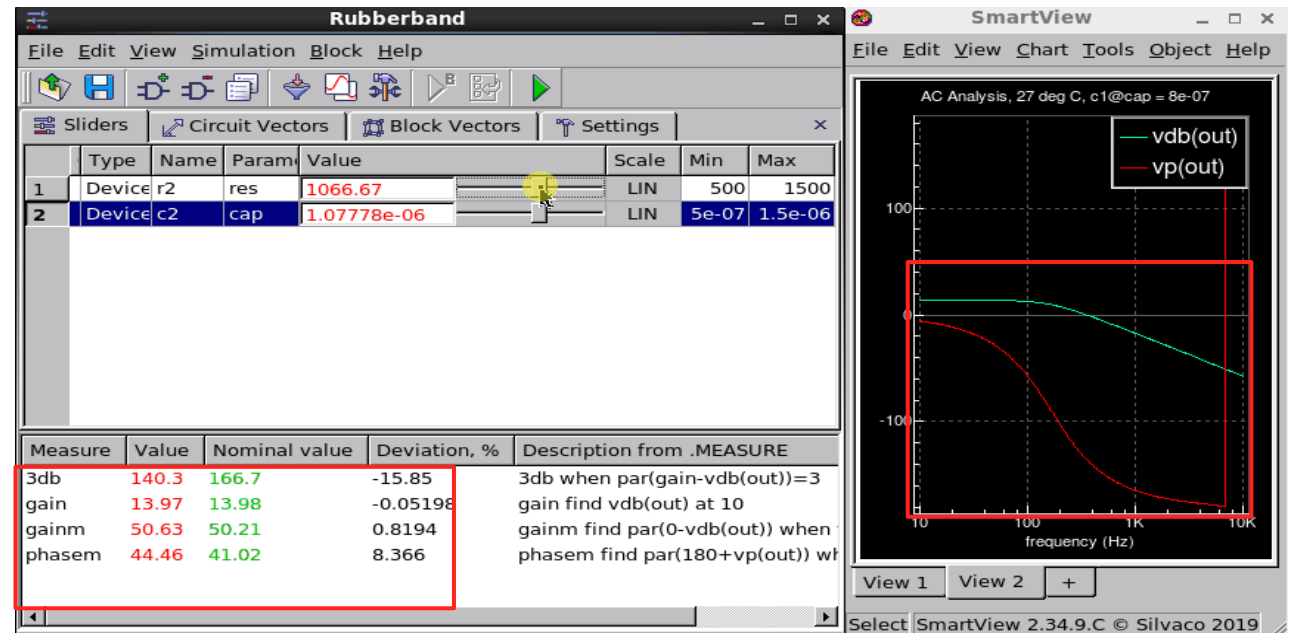 Rubberband
File Edit View Simulation Block Help
B
Sliders Circuit Vectors Block Vectors Settings
Type Name Value Scale Min Max
1 Device r2 res 1066.67 LIN 500 1500
2 Device c2 cap 1.07778e-06 LIN 5e-07 1.5e-06
Measure Value Nominal value Deviation, % Description from .MEASURE
3db 140.3 166.7 -15.85 3db when par(gain-vdb(out))=3
gain 13.97 13.98 -0.05198 gain find vdb(out) at 10
gainm 50.63 50.21 0.8194 gainm find par(0-vdb(out)) when
phasem 44.46 41.02 8.366 phasem find par(180+vp(out))
SmartView
File Edit View Chart Tools Object Help
AC Analysis, 27 deg C, c1@cap = 8e-07
vdb(out)
vp(out)
100
0
-100
10 100 1K 10K
frequency (Hz)
View 1 View 2 +
Select SmartView 2.34.9.C © Silvaco 2019